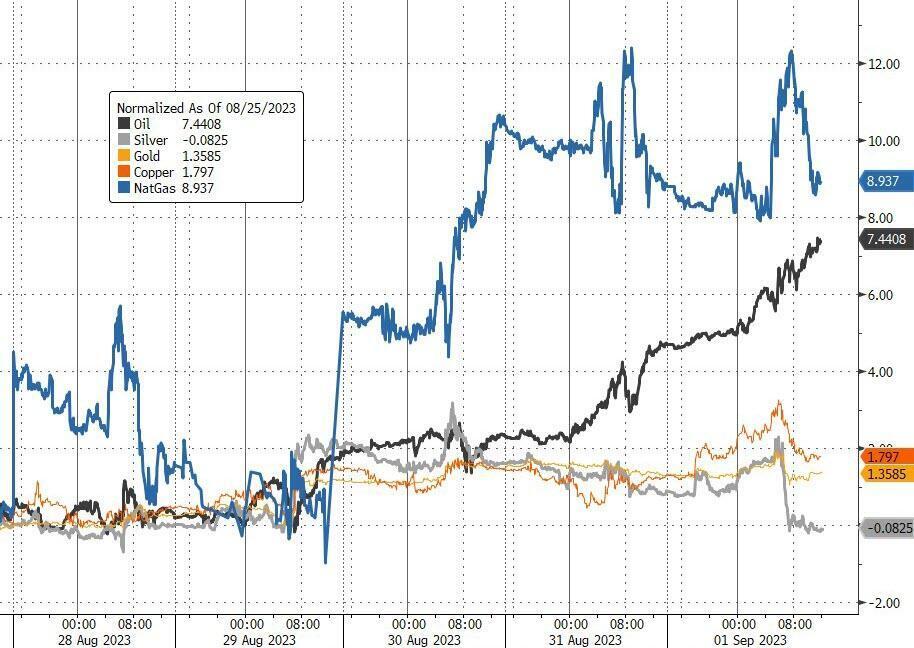 Normalized As Of 08/25/2023
Oil 7.4408
Silver -0.0825
Gold 1.3585
Copper 1.797
NatGas 8.937
12.00
10.00
8.937
8.00
7.4408
6.00
4.00
1.797
1.3585
-0.0825
-2.00
00:00 08:00 00:00 08:00 00:00 08:00 00:00 08:00 00:00 08:00
28 Aug 2023 29 Aug 2023 30 Aug 2023 31 Aug 2023 01 Sep 2023